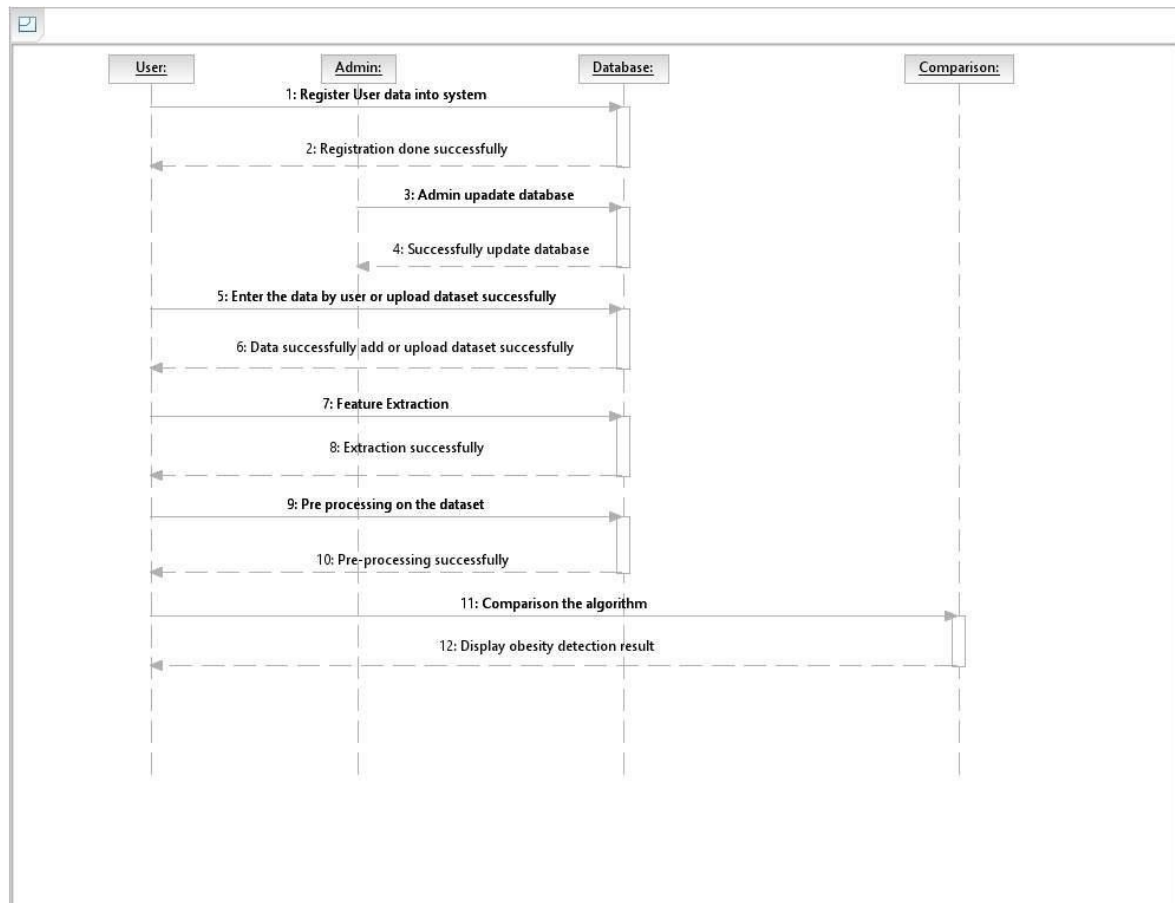 User:
Admin:
Database:
Comparison:
1: Register User data into system
2: Registration done successfully
3: Admin upadate database
4: Successfully update database
5: Enter the data by user or upload dataset successfully
6: Data successfully add or upload dataset successfully
7: Feature Extraction
8: Extraction successfully
9: Pre processing on the dataset
10: Pre-processing successfully
11: Comparison the algorithm
12: Display obesity detection result